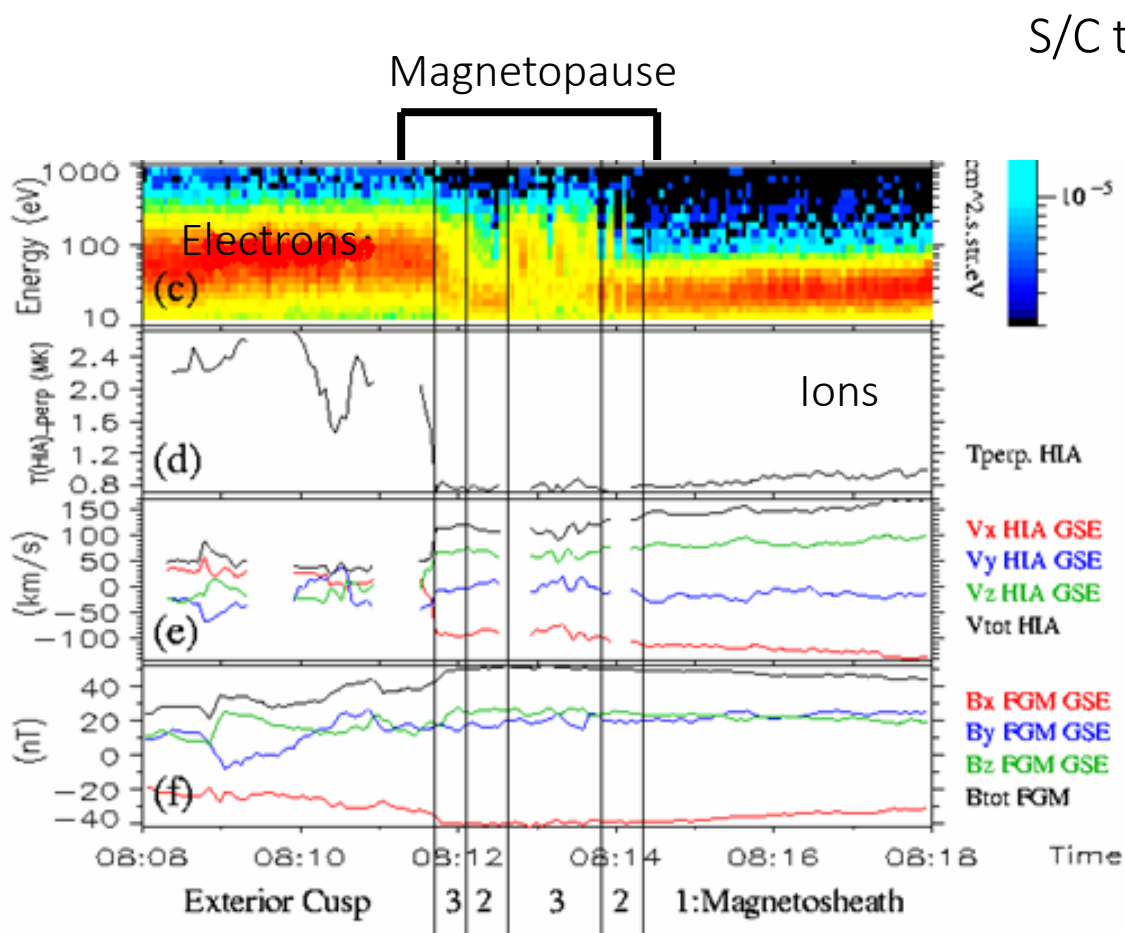 S/C t
Magnetopause
1000
100
10
Energy (eV)
Electrons
(c)
cm^2.s.str.eV
10^-5
T(HIA)_perp (MK)
2.4
2.0
1.6
1.2
0.8
(d)
Ions
Tperp. HIA
(km/s)
150
100
50
0
−50
−100
(e)
Vx HIA GSE
Vy HIA GSE
Vz HIA GSE
Vtot HIA
(nT)
40
20
0
−20
−40
(f)
Bx FGM GSE
By FGM GSE
Bz FGM GSE
Btot FGM
08:08 08:10 08:12 08:14 08:16 08:18 Time
Exterior Cusp 3 2 3 2 1:Magnetosheath